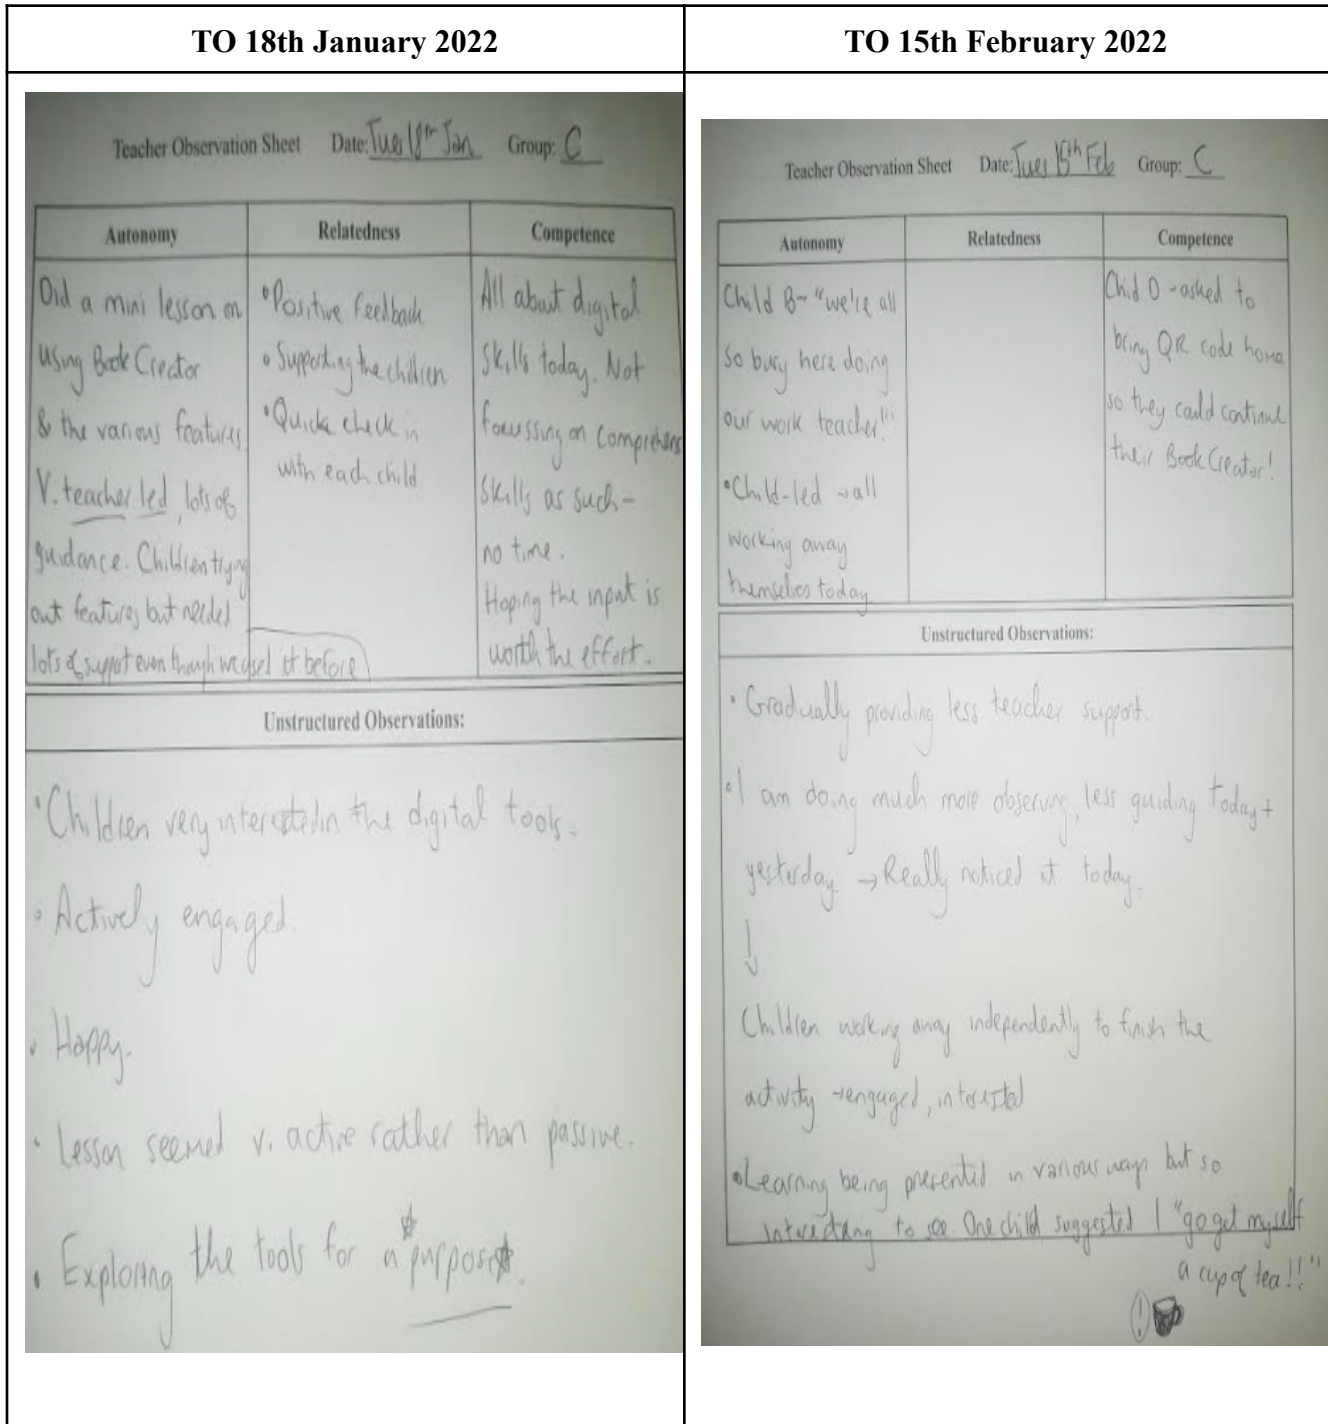 TO 18th January 2022
TO 15th February 2022
Teacher Observation Sheet Date: Tues 18th Jan Group: C
Autonomy
Relatedness
Competence
Did a mini lesson on
using Book Creator
& the various features.
V. teacher led, lots of
guidance. Children trying
out features but needed
lots of support even though we used it before
•Positive feedback
• Supporting the children
•Quick check in
with each child
All about digital
skills today. Not
focussing on
skills as such -
no time.
Hoping the input is
worth the effort.
Unstructured Observations:
• Children very interested in the digital tools.
• Actively engaged.
• Happy.
• Lesson seemed v. active rather than passive.
• Exploring the tools for a purpose.
Teacher Observation Sheet Date: Tues 15th Feb Group: C
Autonomy
Relatedness
Competence
Child B- "we're all
so busy here doing
our work teacher!"
•Child-led → all
working away
themselves today.
Child D -asked to
bring QR code home
so they could continue
their Book Creator!
Unstructured Observations:
• Gradually providing less teacher support.
• I am doing much more observing, less guiding today +
yesterday. → Really noticed it today.
↓
Children working away independently to finish the
activity → engaged, interested
•Learning being presented in various ways but so
interesting to see. One child suggested I "go get myself
a cup of tea!!"
!